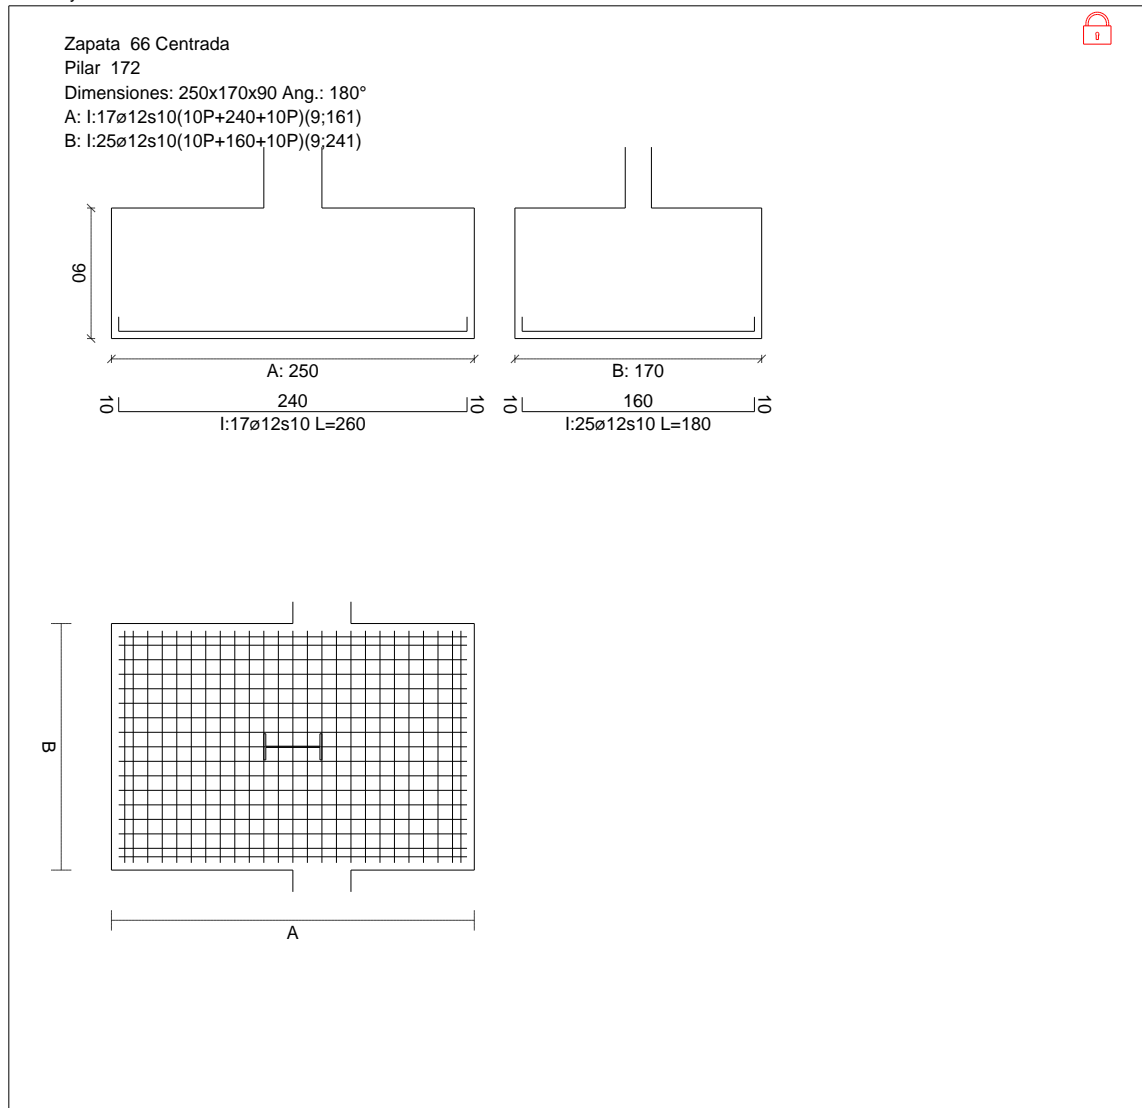 Zapata 66 Centrada
Pilar 172
Dimensiones: 250x170x90 Ang.: 180°
A: I:17ø12s10(10P+240+10P)(9;161)
B: I:25ø12s10(10P+160+10P)(9;241)
90
A: 250
B: 170
10 240 10
I:17ø12s10 L=260
10 160 10
I:25ø12s10 L=180
B
A